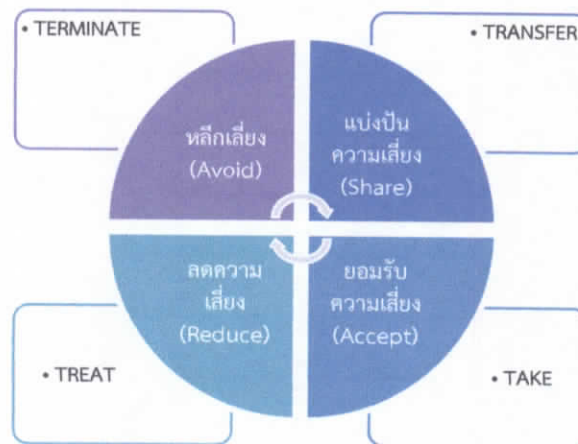 • TERMINATE
• TRANSFER
หลีกเลี่ยง
(Avoid)
แบ่งปัน
ความเสี่ยง
(Share)
ลดความ
เสี่ยง
(Reduce)
ยอมรับ
ความเสี่ยง
(Accept)
• TREAT
• TAKE